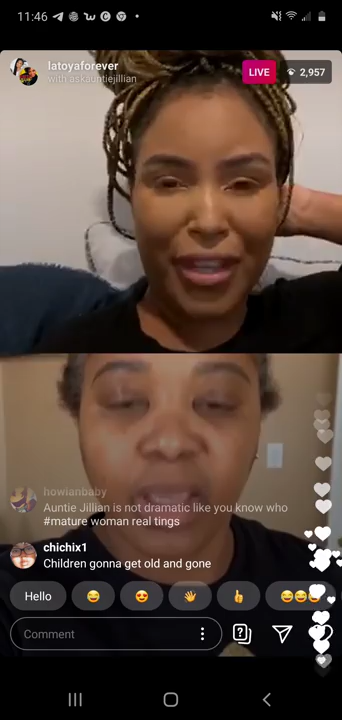 11:46
latoyaforever
with askauntiejillian
LIVE 2,957
howianbaby
Auntie Jillian is not dramatic like you know who
#mature woman real tings
chichix1
Children gonna get old and gone
Hello
Comment